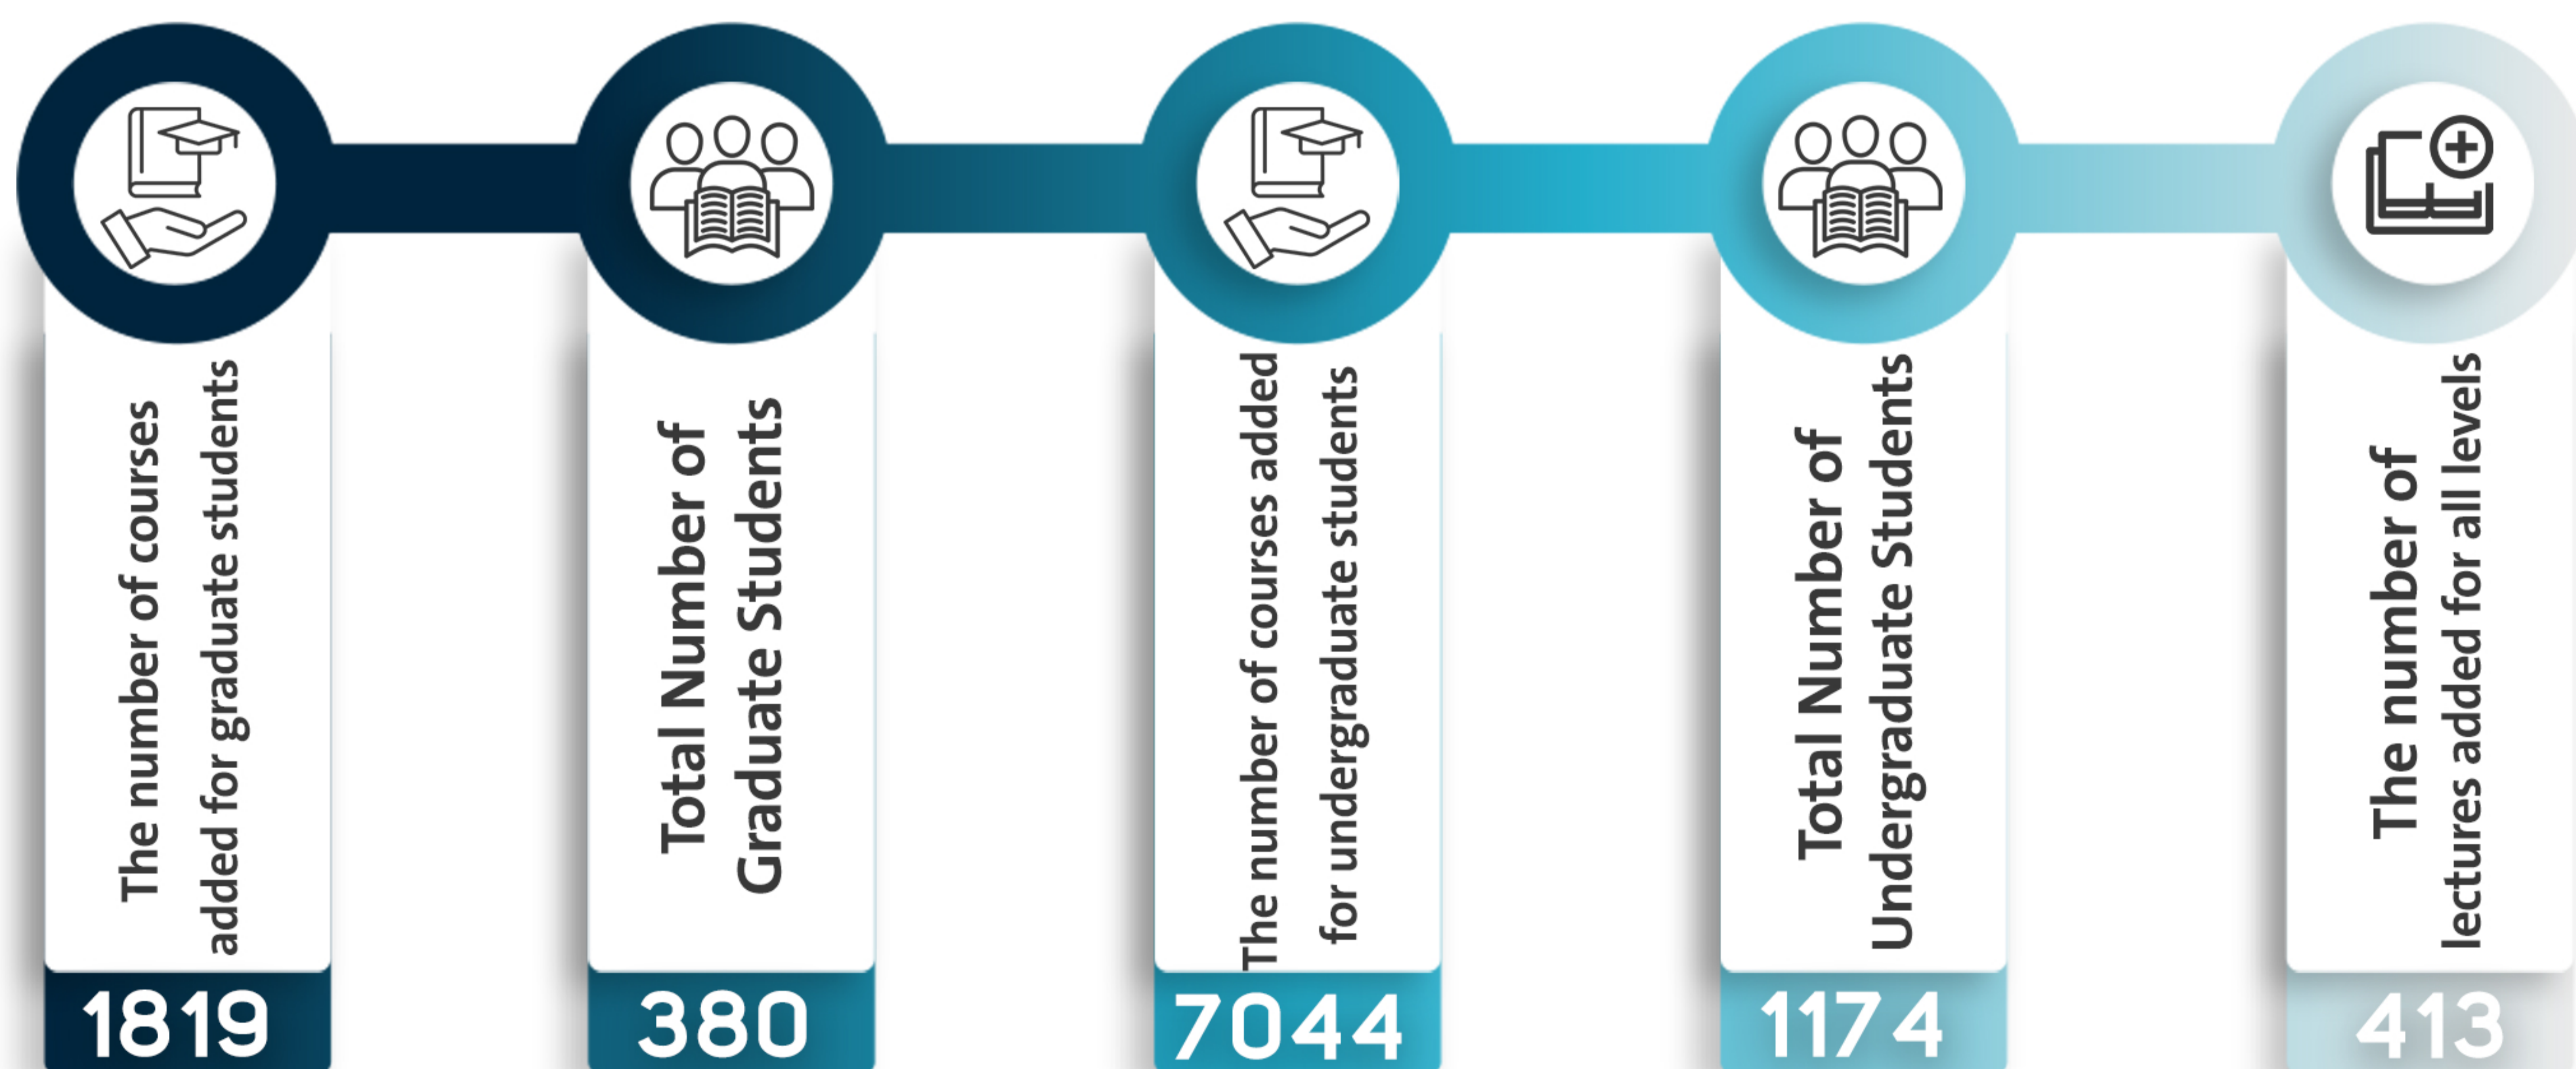 The number of courses
added for graduate students
1819
Total Number of
Graduate Students
380
The number of courses added
for undergraduate students
7044
Total Number of
Undergraduate Students
1174
The number of
lectures added for all levels
413